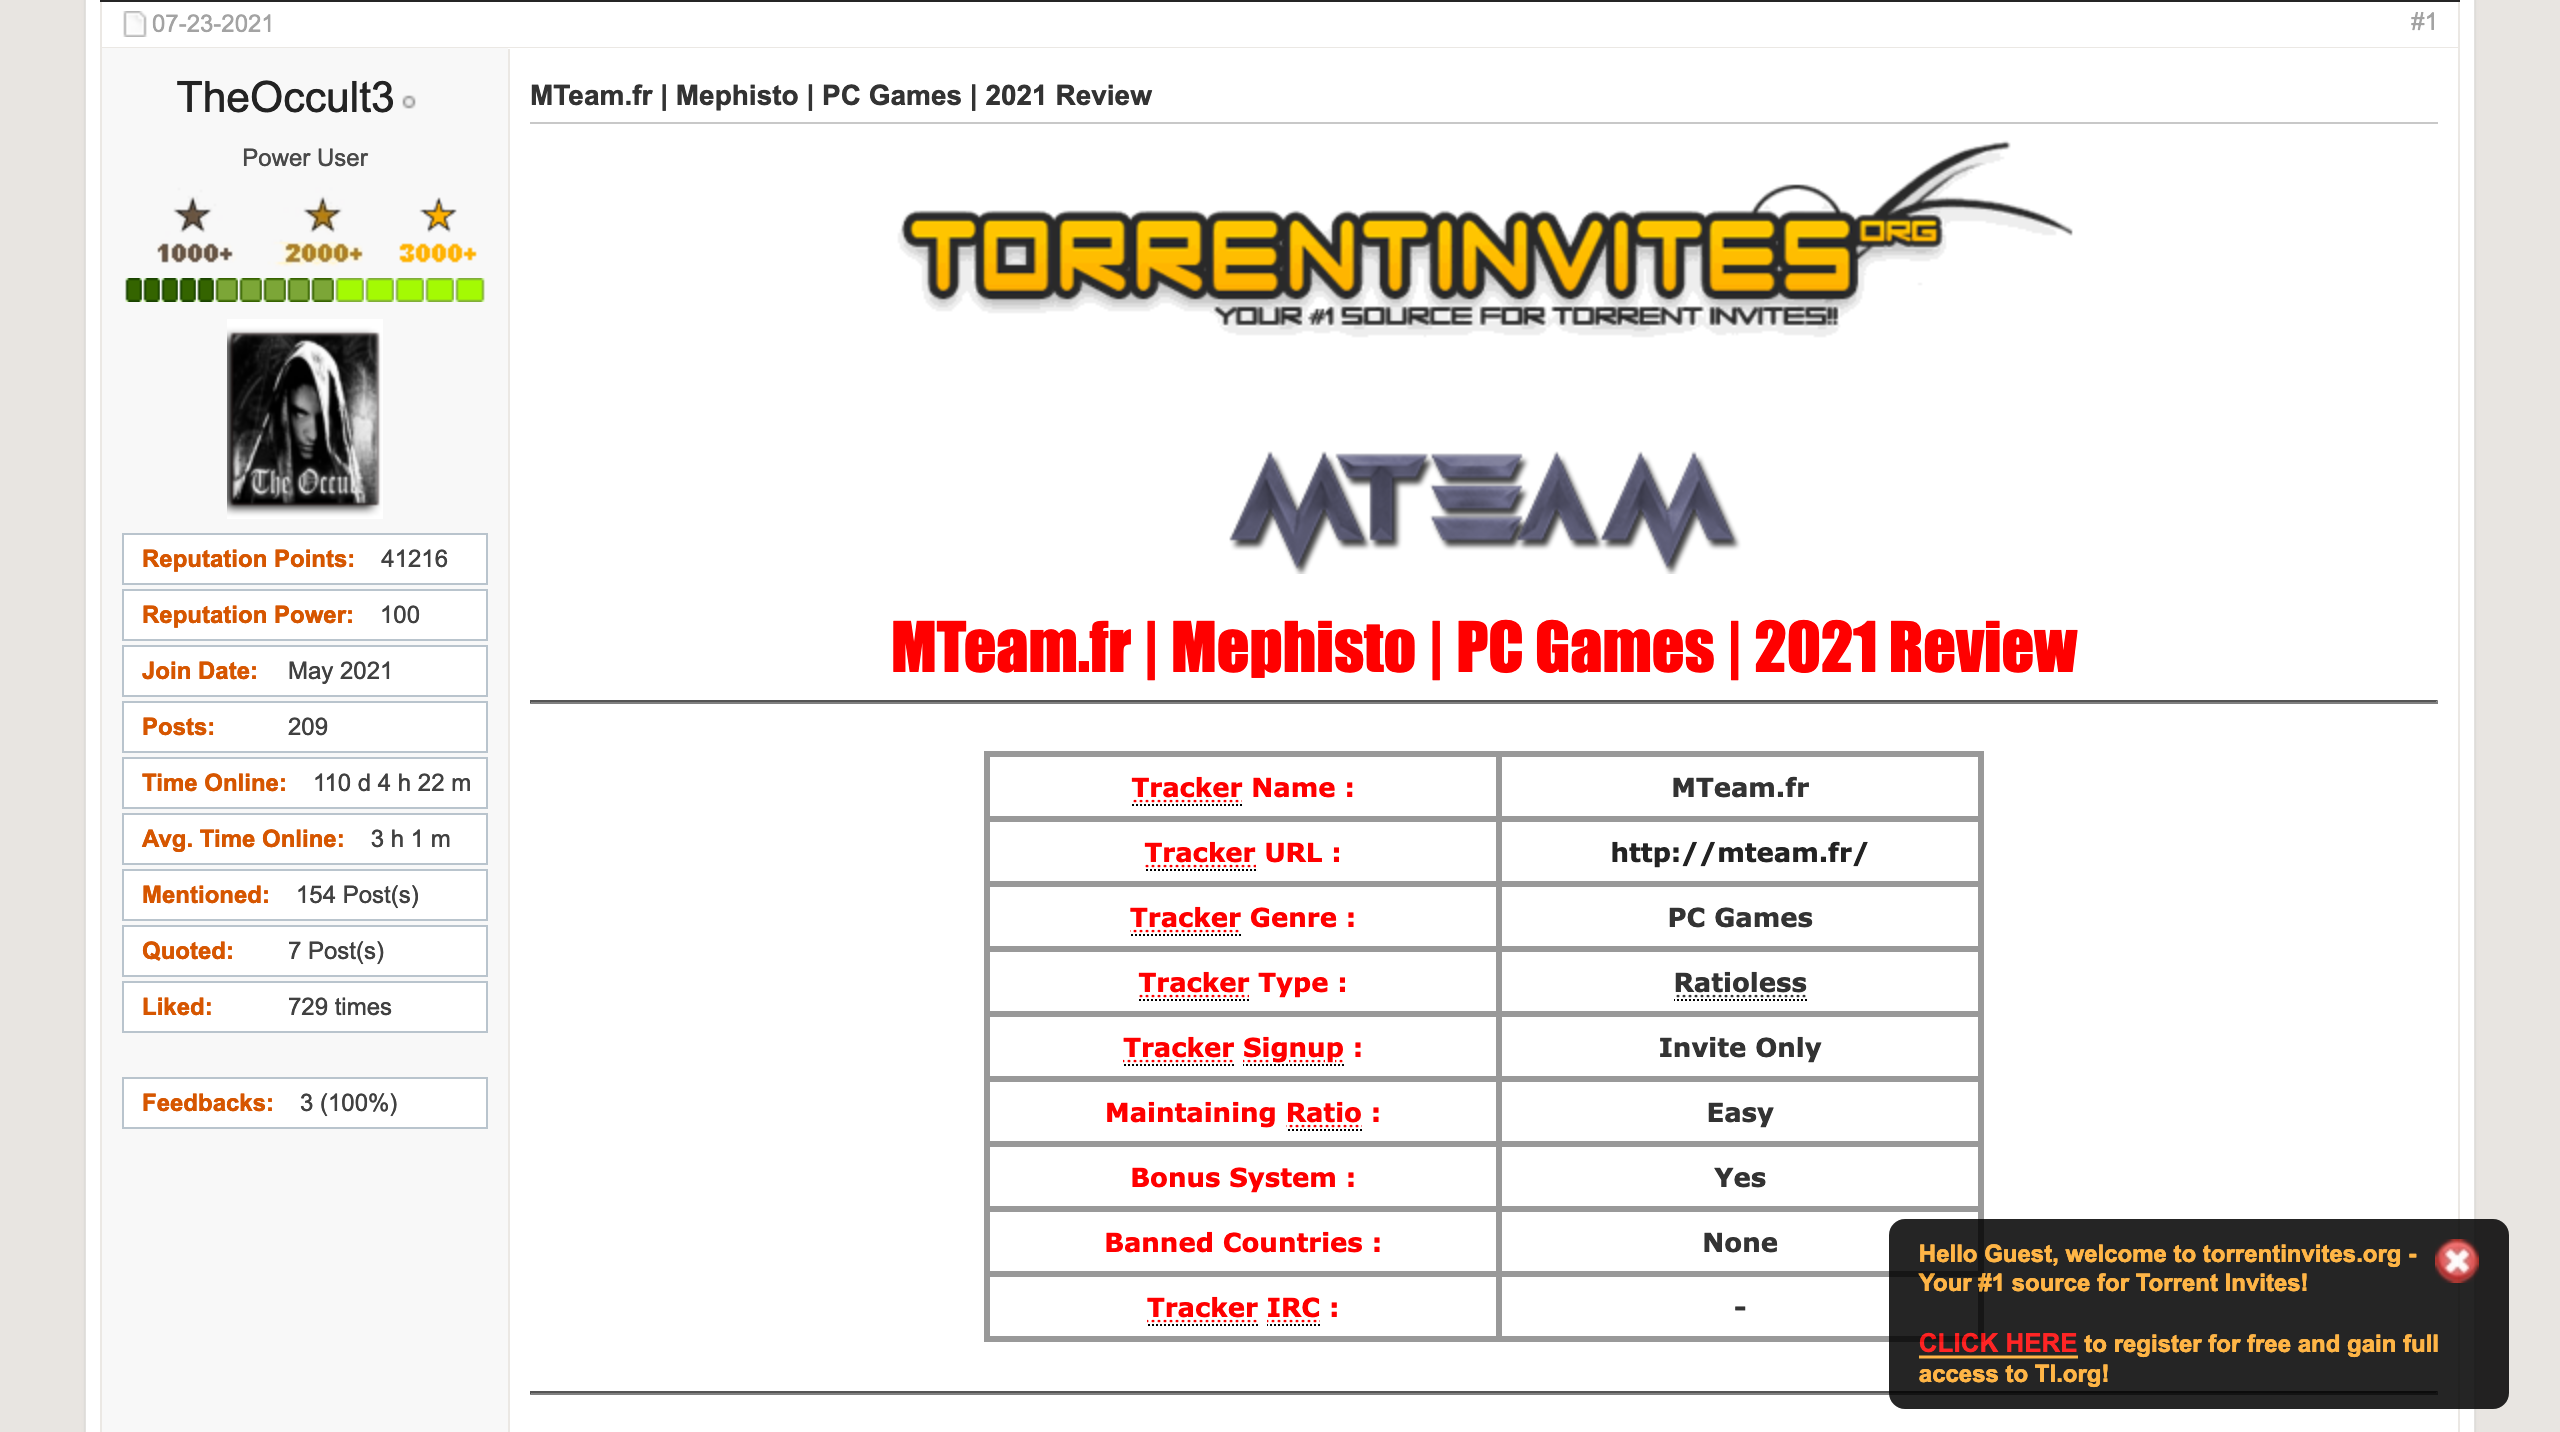 07-23-2021
#1
TheOccult3
Power User
1000+ 2000+ 3000+
The Occult
Reputation Points: 41216
Reputation Power: 100
Join Date: May 2021
Posts: 209
Time Online: 110 d 4 h 22 m
Avg. Time Online: 3 h 1 m
Mentioned: 154 Post(s)
Quoted: 7 Post(s)
Liked: 729 times
Feedbacks: 3 (100%)
MTeam.fr | Mephisto | PC Games | 2021 Review
TORRENTINVITES ORG
YOUR #1 SOURCE FOR TORRENT INVITES!!
MTEAM
MTeam.fr | Mephisto | PC Games | 2021 Review
Tracker Name : MTeam.fr
Tracker URL : http://mteam.fr/
Tracker Genre : PC Games
Tracker Type : Ratioless
Tracker Signup : Invite Only
Maintaining Ratio : Easy
Bonus System : Yes
Banned Countries : None
Tracker IRC : -
Hello Guest, welcome to torrentinvites.org -
Your #1 source for Torrent Invites!
CLICK HERE to register for free and gain full
access to TI.org!